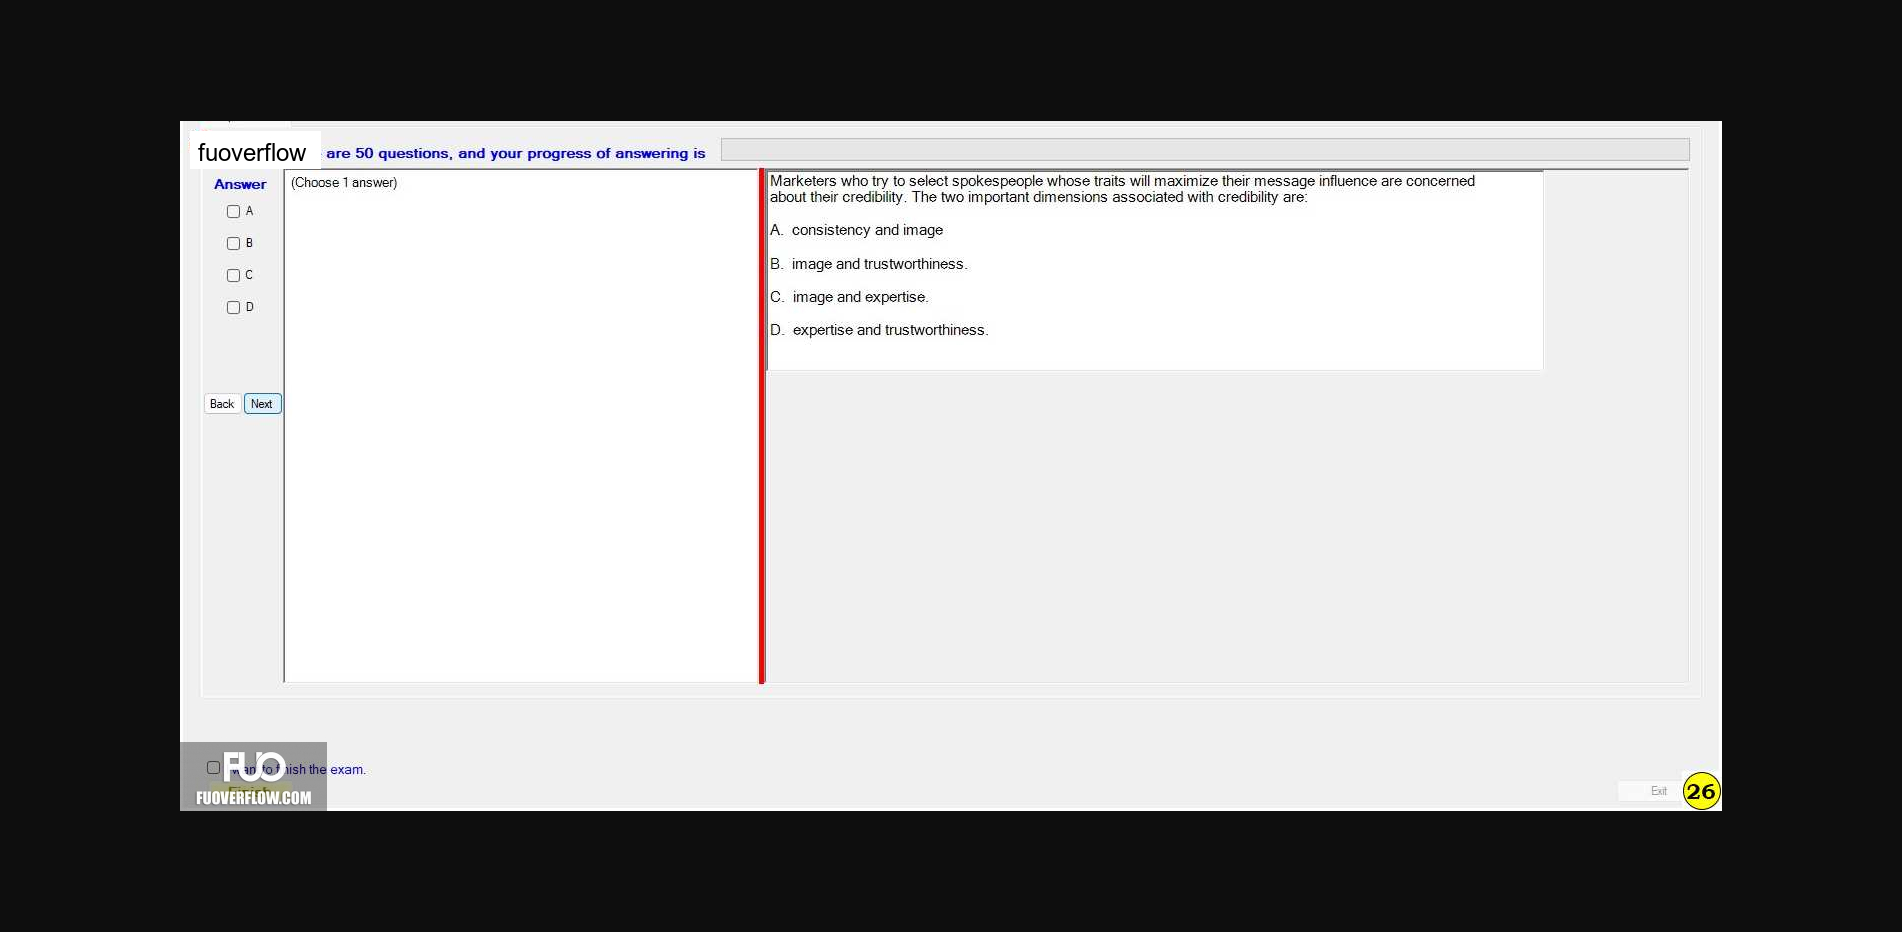 fuoverflow are 50 questions, and your progress of answering is
Answer
(Choose 1 answer)
A
B
C
D
Back Next
Marketers who try to select spokespeople whose traits will maximize their message influence are concerned
about their credibility. The two important dimensions associated with credibility are:
A. consistency and image
B. image and trustworthiness.
C. image and expertise.
D. expertise and trustworthiness.
FUO
want to finish the exam.
Finish
FUOVERFLOW.COM
Exit
26